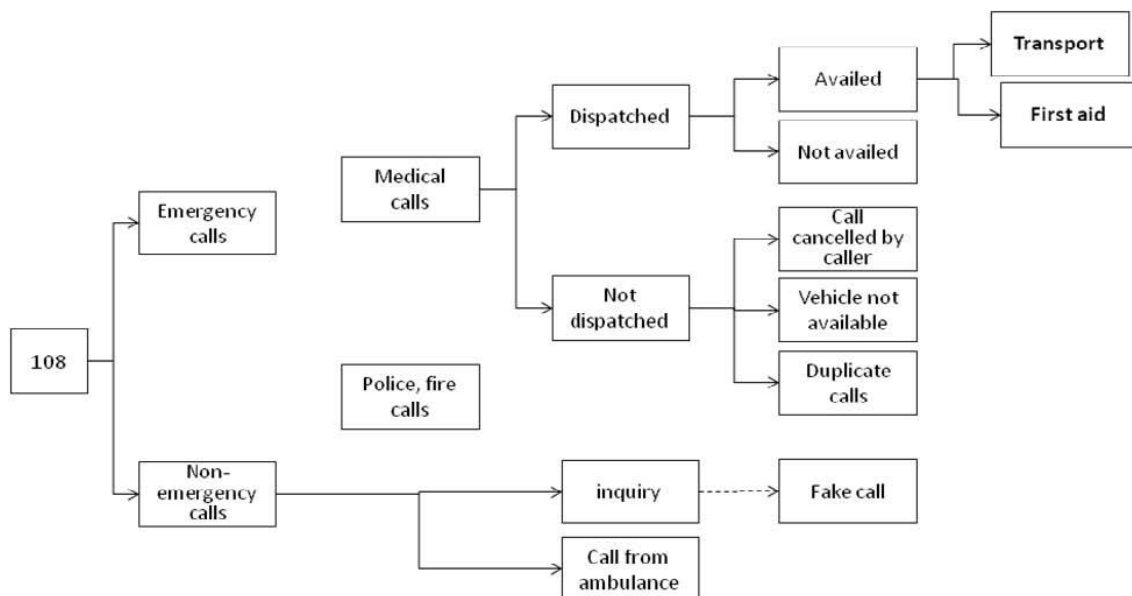 108
Emergency
calls
Non-
emergency
calls
Medical
calls
Police, fire
calls
Dispatched
Not
dispatched
inquiry
Call from
ambulance
Availed
Not availed
Call
cancelled by
caller
Vehicle not
available
Duplicate
calls
Fake call
Transport
First aid